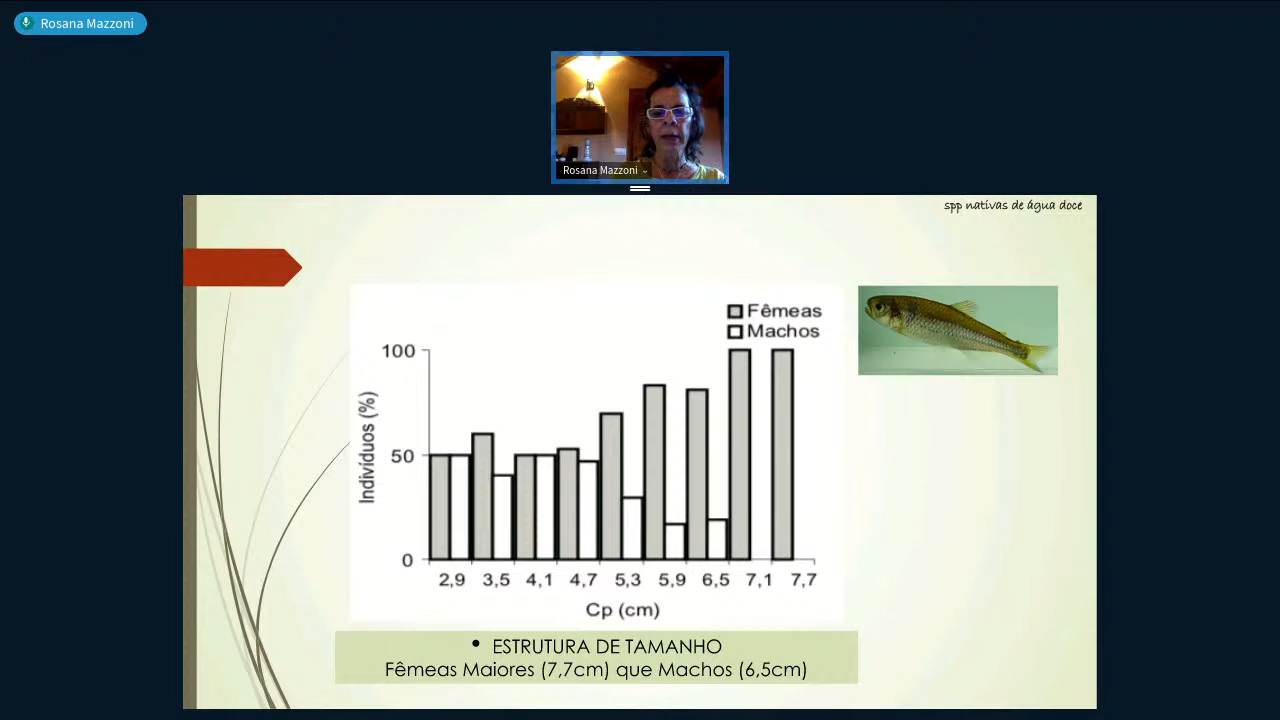 Rosana Mazzoni
Rosana Mazzoni
spp nativas de água doce
Fêmeas
Machos
100
50
0
Indivíduos (%)
2,9 3,5 4,1 4,7 5,3 5,9 6,5 7,1 7,7
Cp (cm)
• ESTRUTURA DE TAMANHO
Fêmeas Maiores (7,7cm) que Machos (6,5cm)